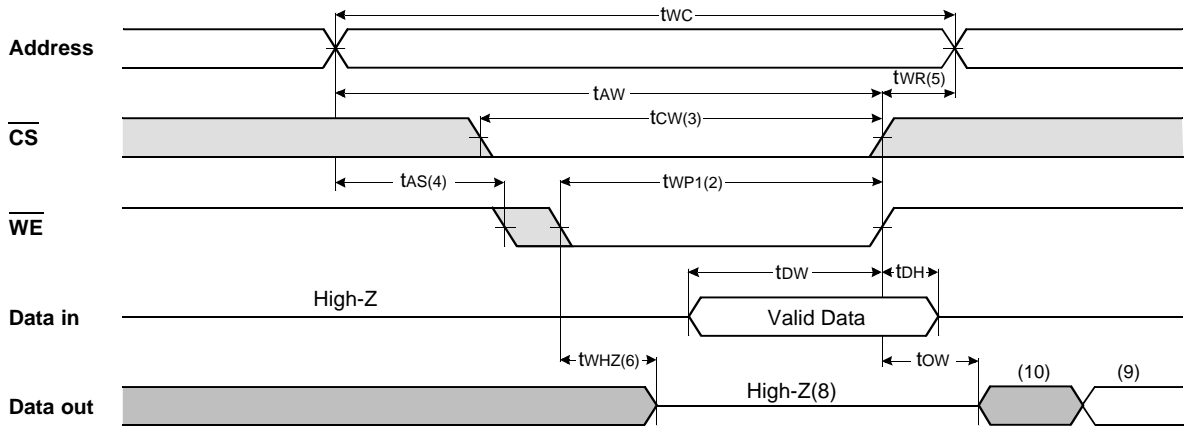 tWC
Address
tWR(5)
tAW
tCW(3)
CS
tAS(4)
tWP1(2)
WE
tDW
tDH
High-Z
Data in
Valid Data
tWHZ(6)
tOW
High-Z(8)
(10)
(9)
Data out